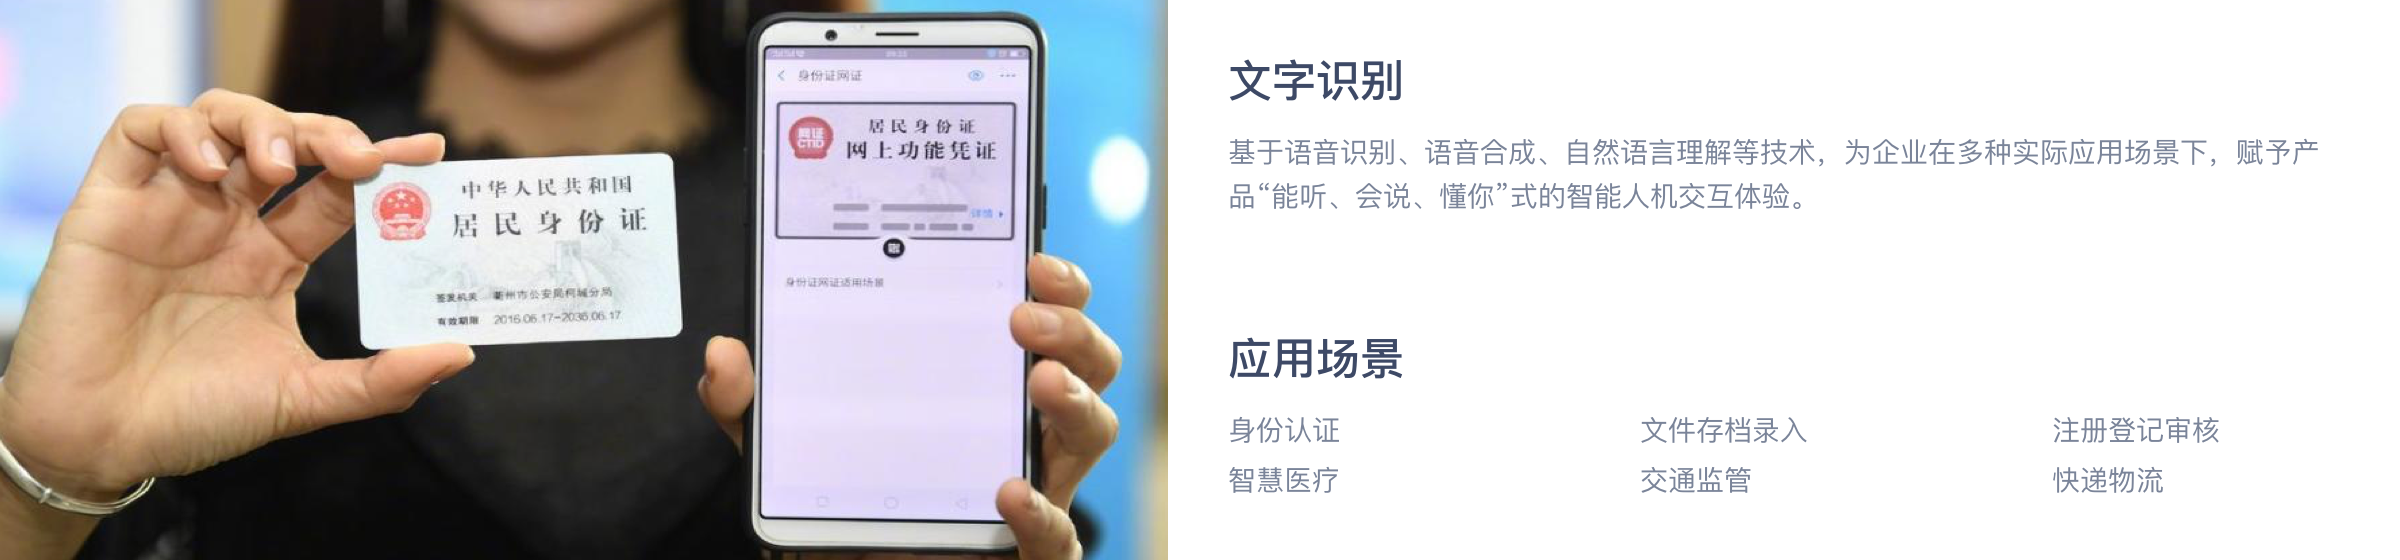 中华人民共和国
居民身份证
签发机关 衢州市公安局柯城分局
有效期限 2016.06.17-2036.06.17
身份证网证
网证
CTID
居民身份证
网上功能凭证
详情
身份证网证适用场景
文字识别
基于语音识别、语音合成、自然语言理解等技术，为企业在多种实际应用场景下，赋予产
品“能听、会说、懂你”式的智能人机交互体验。
应用场景
身份认证 文件存档录入 注册登记审核
智慧医疗 交通监管 快递物流